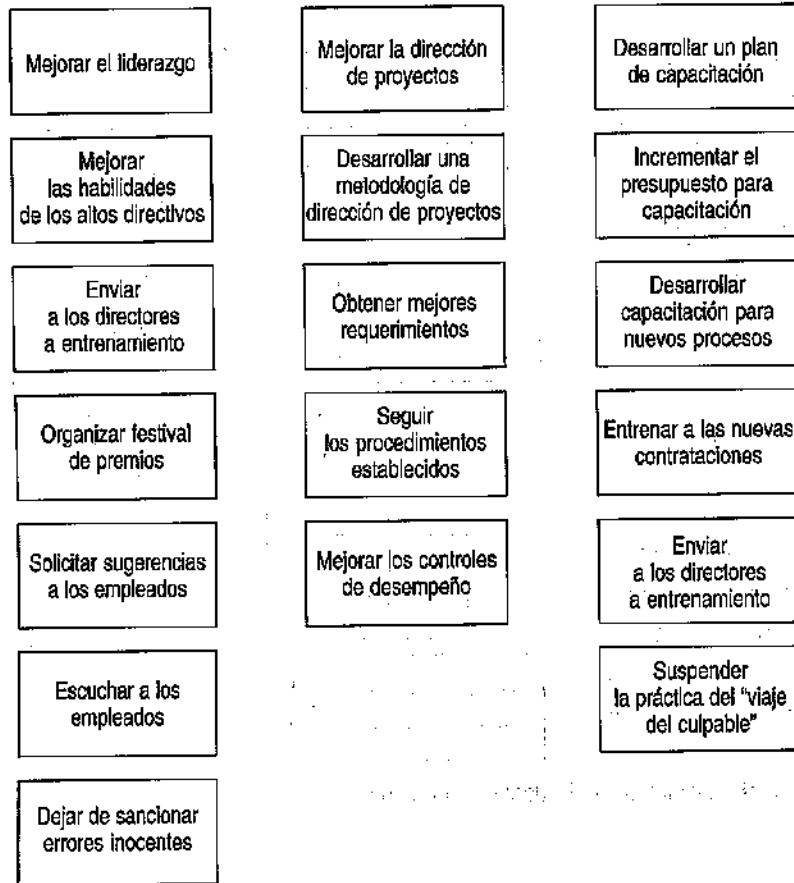 Mejorar el liderazgo
Mejorar
las habilidades
de los altos directivos
Enviar
a los directores
a entrenamiento
Organizar festival
de premios
Solicitar sugerencias
a los empleados
Escuchar a los
empleados
Dejar de sancionar
errores inocentes
Mejorar la dirección
de proyectos
Desarrollar una
metodología de
dirección de proyectos
Obtener mejores
requerimientos
Seguir
los procedimientos
establecidos
Mejorar los controles
de desempeño
Desarrollar un plan
de capacitación
Incrementar el
presupuesto para
capacitación
Desarrollar
capacitación para
nuevos procesos
Entrenar a las nuevas
contrataciones
Enviar
a los directores
a entrenamiento
Suspender
la práctica del "viaje
del culpable"